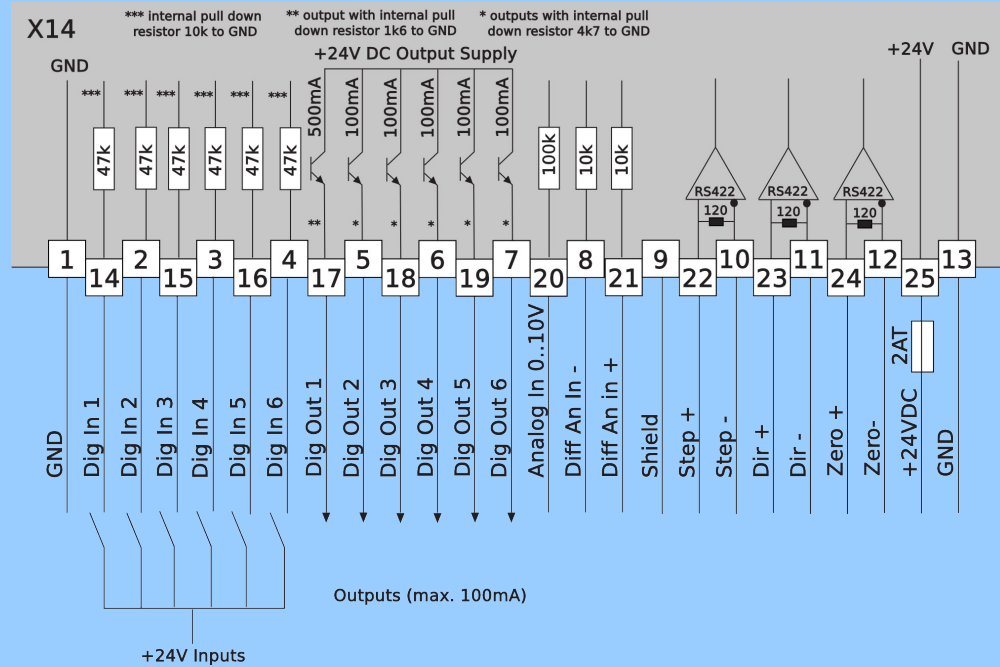 X14
*** internal pull down
resistor 10k to GND
** output with internal pull
down resistor 1k6 to GND
* outputs with internal pull
down resistor 4k7 to GND
+24V DC Output Supply
+24V
GND
GND
*** *** *** *** *** ***
500mA 100mA 100mA 100mA 100mA 100mA
47k 47k 47k 47k 47k 47k
100k 10k 10k
RS422 RS422 RS422
120 120 120
** * * * * *
1 2 3 4 5 6 7 8 9 10 11 12 13
14 15 16 17 18 19 20 21 22 23 24 25
2AT
GND
Dig In 1
Dig In 2
Dig In 3
Dig In 4
Dig In 5
Dig In 6
Dig Out 1
Dig Out 2
Dig Out 3
Dig Out 4
Dig Out 5
Dig Out 6
Analog In 0..10V
Diff An In -
Diff An in +
Shield
Step +
Step -
Dir +
Dir -
Zero +
Zero-
+24VDC
GND
Outputs (max. 100mA)
+24V Inputs